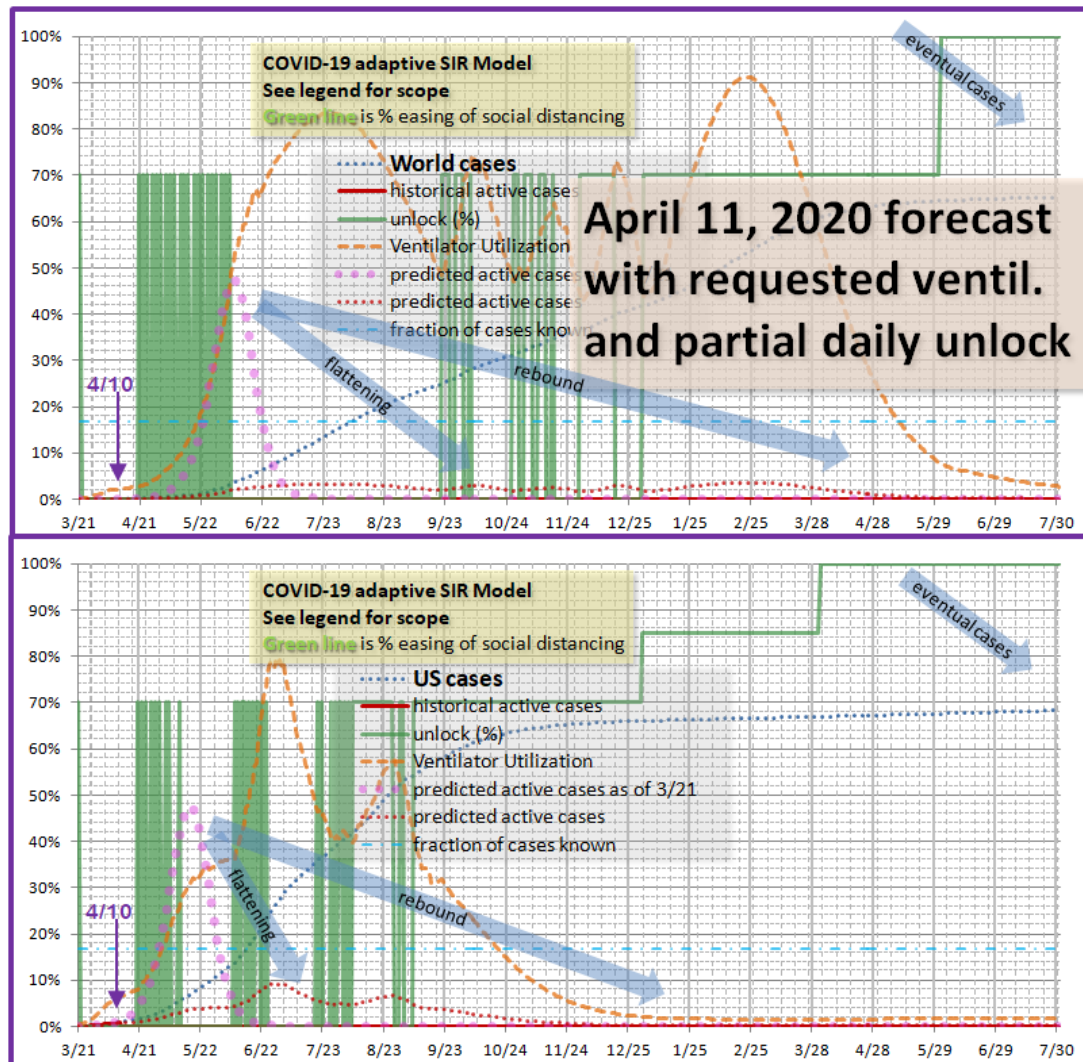 100%
90%
80%
70%
60%
50%
40%
30%
20%
10%
0%
COVID-19 adaptive SIR Model
See legend for scope
Green line is % easing of social distancing
World cases
historical active cases
unlock (%)
Ventilator Utilization
predicted active cases
predicted active cases
fraction of cases known
4/10
flattening
rebound
eventual cases
April 11, 2020 forecast
with requested ventil.
and partial daily unlock
3/21 4/21 5/22 6/22 7/23 8/23 9/23 10/24 11/24 12/25 1/25 2/25 3/28 4/28 5/29 6/29 7/30
100%
90%
80%
70%
60%
50%
40%
30%
20%
10%
0%
COVID-19 adaptive SIR Model
See legend for scope
Green line is % easing of social distancing
US cases
historical active cases
unlock (%)
Ventilator Utilization
predicted active cases as of 3/21
predicted active cases
fraction of cases known
4/10
flattening
rebound
eventual cases
3/21 4/21 5/22 6/22 7/23 8/23 9/23 10/24 11/24 12/25 1/25 2/25 3/28 4/28 5/29 6/29 7/30